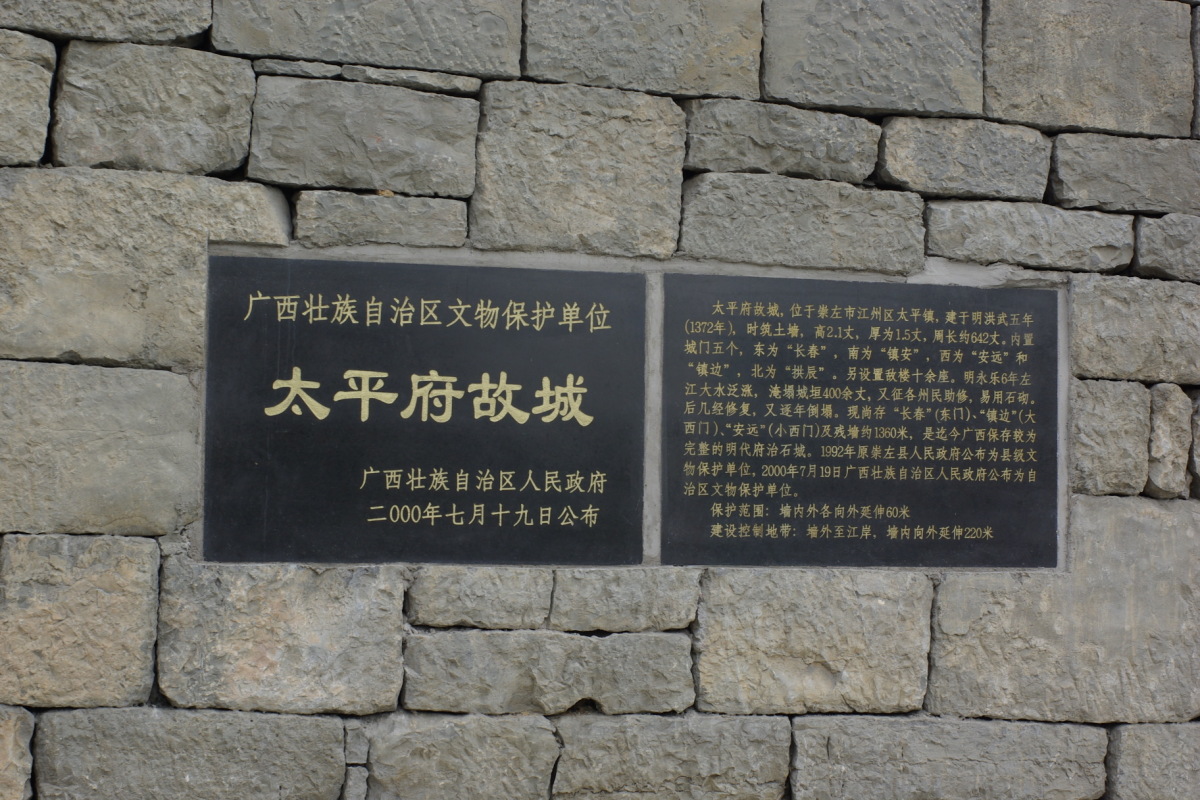 广西壮族自治区文物保护单位
太平府故城
广西壮族自治区人民政府
二000年七月十九日公布
太平府故城，位于崇左市江州区太平镇，建于明洪武五年
(1372年)，时筑土墙，高2.1丈，厚为1.5丈，周长约642丈。内置
城门五个，东为“长春”，南为“镇安”，西为“安远”和
“镇边”，北为“拱辰”。另设置敌楼十余座。明永乐6年左
江大水泛涨，淹塌城垣400余丈，又征各州民助修，易用石砌。
后几经修复，又逐年倒塌。现尚存“长春”(东门)、“镇边”(大
西门)、“安远”(小西门)及残墙约1360米，是迄今广西保存较为
完整的明代府治石城。1992年原崇左县人民政府公布为县级文
物保护单位，2000年7月19日广西壮族自治区人民政府公布为自
治区文物保护单位。
保护范围：墙内外各向外延伸60米
建设控制地带：墙外至江岸，墙内向外延伸220米